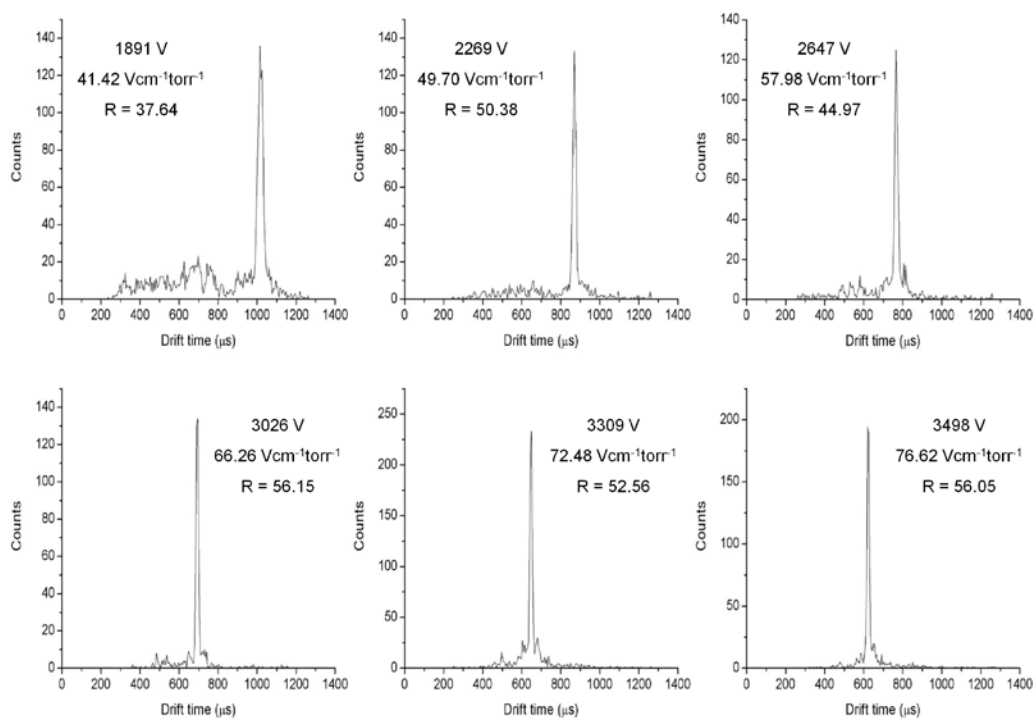 140
120
100
80
60
40
20
0
Counts
1891 V
41.42 Vcm⁻¹torr⁻¹
R = 37.64
0 200 400 600 800 1000 1200 1400
Drift time (μs)
140
120
100
80
60
40
20
0
Counts
2269 V
49.70 Vcm⁻¹torr⁻¹
R = 50.38
0 200 400 600 800 1000 1200 1400
Drift time (μs)
140
120
100
80
60
40
20
0
Counts
2647 V
57.98 Vcm⁻¹torr⁻¹
R = 44.97
0 200 400 600 800 1000 1200 1400
Drift time (μs)
140
120
100
80
60
40
20
0
Counts
3026 V
66.26 Vcm⁻¹torr⁻¹
R = 56.15
0 200 400 600 800 1000 1200 1400
Drift time (μs)
250
200
150
100
50
0
Counts
3309 V
72.48 Vcm⁻¹torr⁻¹
R = 52.56
0 200 400 600 800 1000 1200 1400
Drift time (μs)
200
150
100
50
0
Counts
3498 V
76.62 Vcm⁻¹torr⁻¹
R = 56.05
0 200 400 600 800 1000 1200 1400
Drift time (μs)